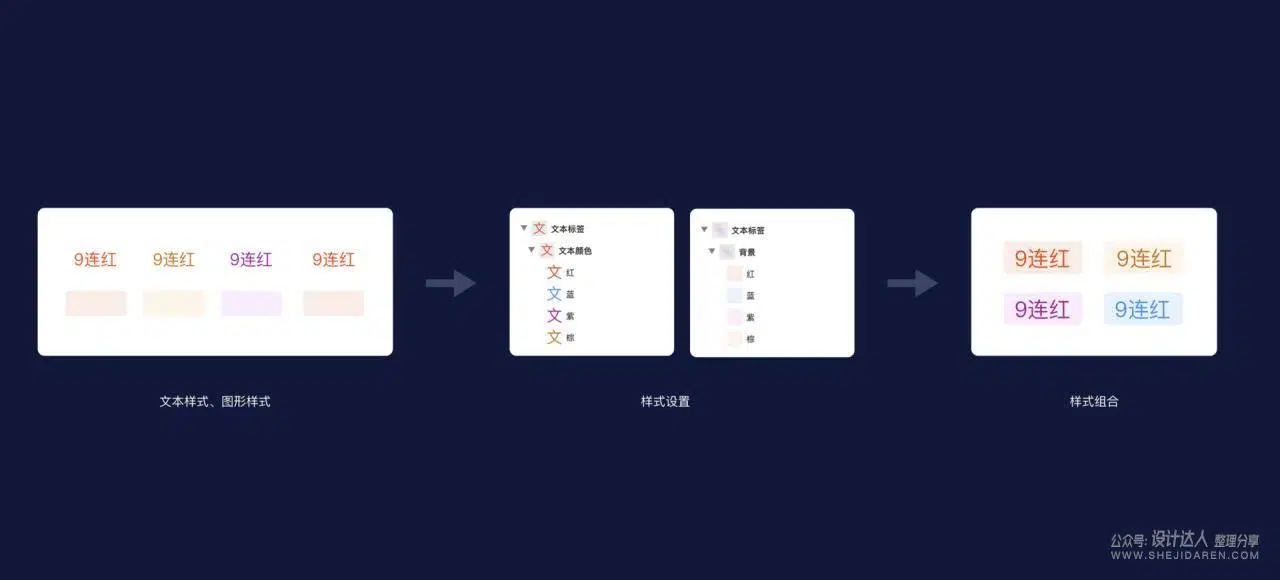 9连红 9连红 9连红 9连红
文本样式、图形样式
文本标签
文本颜色
文 红
文 蓝
文 紫
文 棕
文本标签
背景
红
蓝
紫
棕
样式设置
9连红 9连红
9连红 9连红
样式组合
公众号: 设计达人 整理分享
WWW.SHEJIDAREN.COM